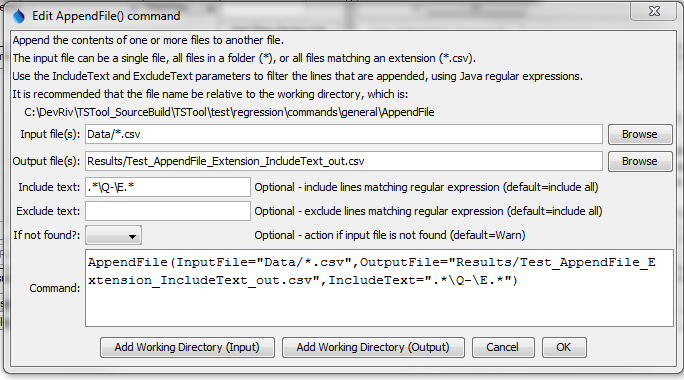 Edit AppendFile() command
Append the contents of one or more files to another file.
The input file can be a single file, all files in a folder (*), or all files matching an extension (*.csv).
Use the IncludeText and ExcludeText parameters to filter the lines that are appended, using Java regular expressions.
It is recommended that the file name be relative to the working directory, which is:
C:\DevRiv\TSTool_SourceBuild\TSTool\test\regression\commands\general\AppendFile
Input file(s): Data/*.csv Browse
Output file(s): Results/Test_AppendFile_Extension_IncludeText_out.csv Browse
Include text: .*\Q-\E.* Optional - include lines matching regular expression (default=include all)
Exclude text: Optional - exclude lines matching regular expression (default=include all)
If not found?: Optional - action if input file is not found (default=Warn)
Command: AppendFile(InputFile="Data/*.csv",OutputFile="Results/Test_AppendFile_E
xtension_IncludeText_out.csv",IncludeText=".*\Q-\E.*")
Add Working Directory (Input) Add Working Directory (Output) Cancel OK